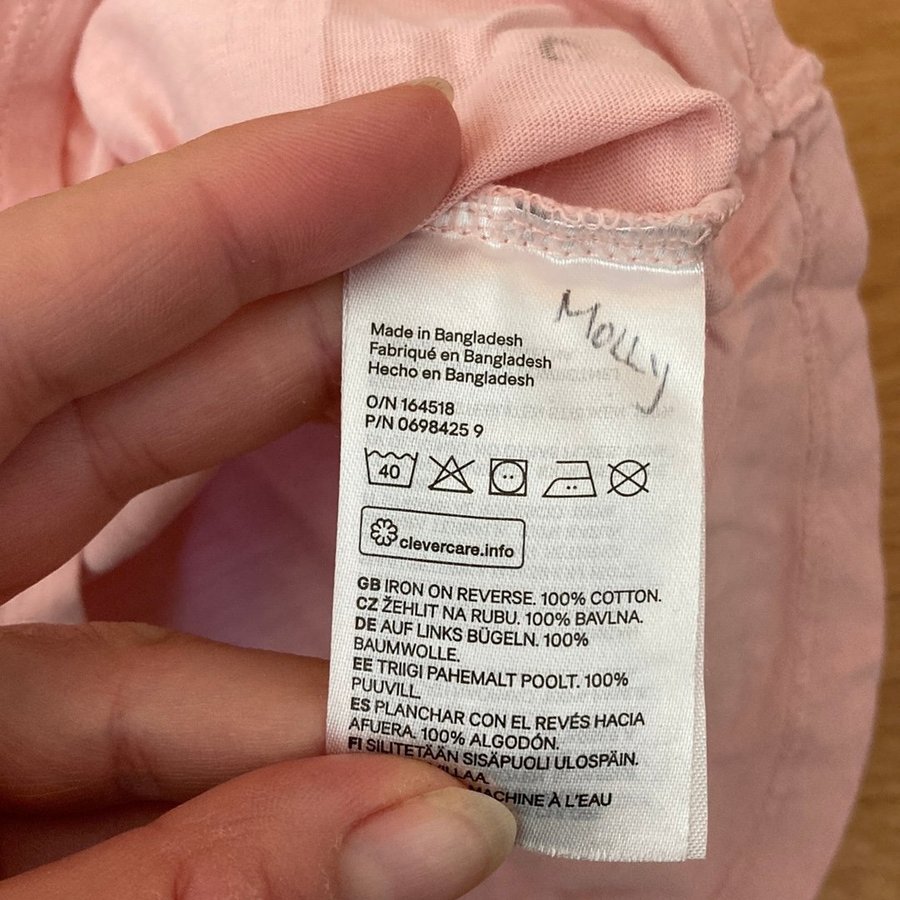 Molly
Made in Bangladesh
Fabriqué en Bangladesh
Hecho en Bangladesh
O/N 164518
P/N 0698425 9
40
clevercare.info
GB IRON ON REVERSE. 100% COTTON.
CZ ŽEHLIT NA RUBU. 100% BAVLNA.
DE AUF LINKS BÜGELN. 100%
BAUMWOLLE.
EE TRIIGI PAHEMALT POOLT. 100%
PUUVILL.
ES PLANCHAR CON EL REVÉS HACIA
AFUERA. 100% ALGODÓN.
FI SILITETÄÄN SISÄPUOLI ULOSPÄIN.
À L'EAU